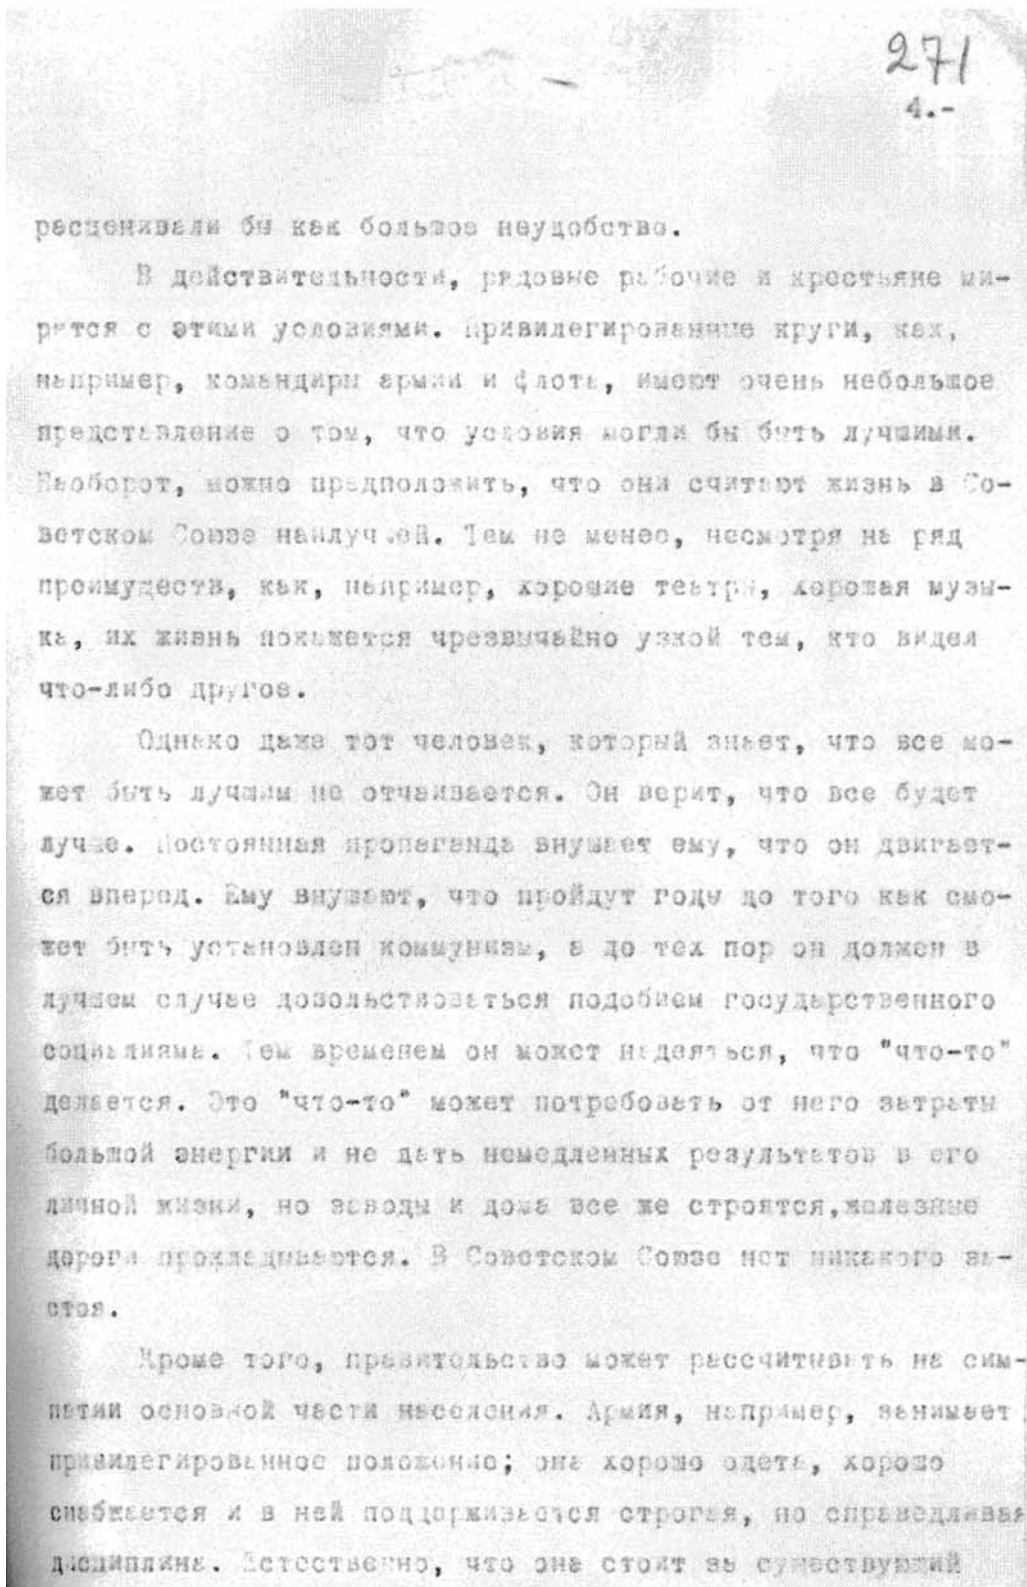 271
4.-
расценивали бы как большое неудобство.
В действительности, рядовые рабочие и крестьяне ми-
рятся с этими условиями. Привилегированные круги, как,
например, командиры армии и флота, имеют очень небольшое
представление о том, что условия могли бы быть лучшими.
Наоборот, можно предположить, что они считают жизнь в Со-
ветском Союзе наилучшей. Тем не менее, несмотря на ряд
преимуществ, как, например, хорошие театры, хорошая музы-
ка, их жизнь покажется чрезвычайно узкой тем, кто видел
что-либо другое.
Однако даже тот человек, который знает, что все мо-
жет быть лучшим не отчаивается. Он верит, что все будет
лучше. Постоянная пропаганда внушает ему, что он двигает-
ся вперед. Ему внушают, что пройдут годы до того как смо-
жет быть установлен коммунизм, а до тех пор он должен в
лучшем случае довольствоваться подобием государственного
социализма. Тем временем он может надеяться, что "что-то"
делается. Это "что-то" может потребовать от него затраты
большой энергии и не дать немедленных результатов в его
личной жизни, но заводы и дома все же строятся,железные
дороги прокладываются. В Советском Союзе нет никакого за-
стоя.
Кроме того, правительство может рассчитывать на сим-
патии основной части населения. Армия, например, занимает
привилегированное положение; она хорошо одета, хорошо
снабжается и в ней поддерживается строгая, но справедливая
дисциплина. Естественно, что она стоит за существующий